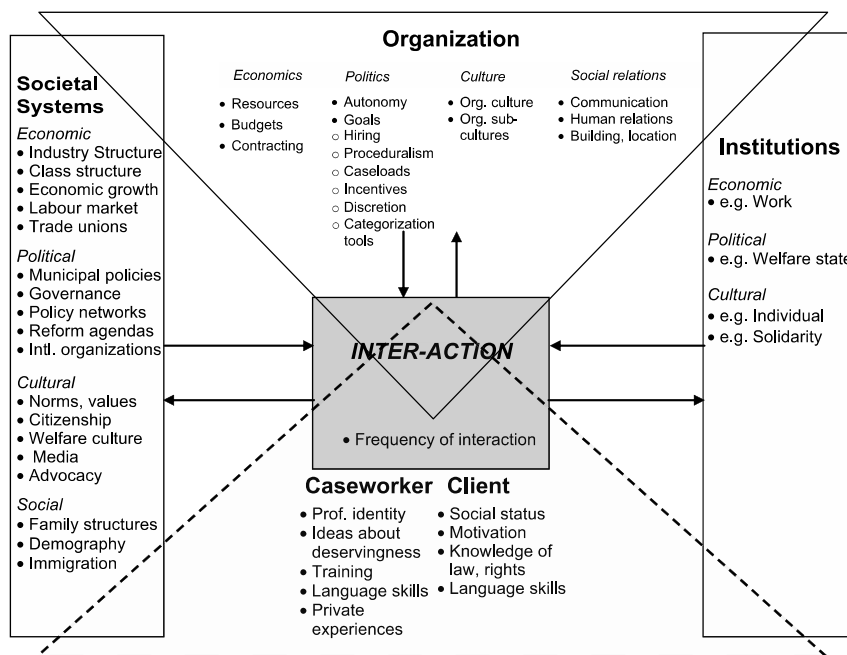 Organization
Economics
• Resources
• Budgets
• Contracting
Politics
• Autonomy
• Goals
○ Hiring
○ Proceduralism
○ Caseloads
○ Incentives
○ Discretion
○ Categorization
tools
Culture
• Org. culture
• Org. sub-
cultures
Social relations
• Communication
• Human relations
• Building, location
Societal
Systems
Economic
• Industry Structure
• Class structure
• Economic growth
• Labour market
• Trade unions
Political
• Municipal policies
• Governance
• Policy networks
• Reform agendas
• Intl. organizations
Cultural
• Norms, values
• Citizenship
• Welfare culture
• Media
• Advocacy
Social
• Family structures
• Demography
• Immigration
INTER-ACTION
• Frequency of interaction
Caseworker
• Prof. identity
• Ideas about
deservingness
• Training
• Language skills
• Private
experiences
Client
• Social status
• Motivation
• Knowledge of
law, rights
• Language skills
Institutions
Economic
• e.g. Work
Political
• e.g. Welfare state
Cultural
• e.g. Individual
• e.g. Solidarity